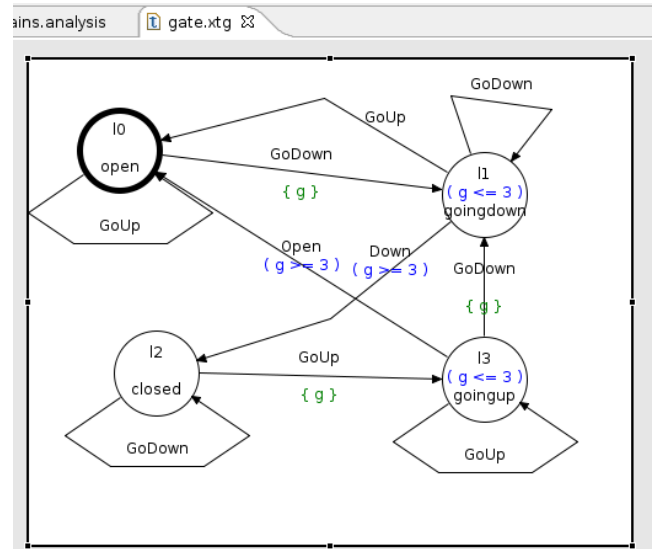 ains.analysis
gate.xtg
GoDown
GoUp
l0
open
GoDown
{ g }
l1
( g <= 3 )
goingdown
GoUp
Open
( g >= 3 )
Down
( g >= 3 )
GoDown
{ g }
l2
closed
GoUp
{ g }
l3
( g <= 3 )
goingup
GoDown
GoUp